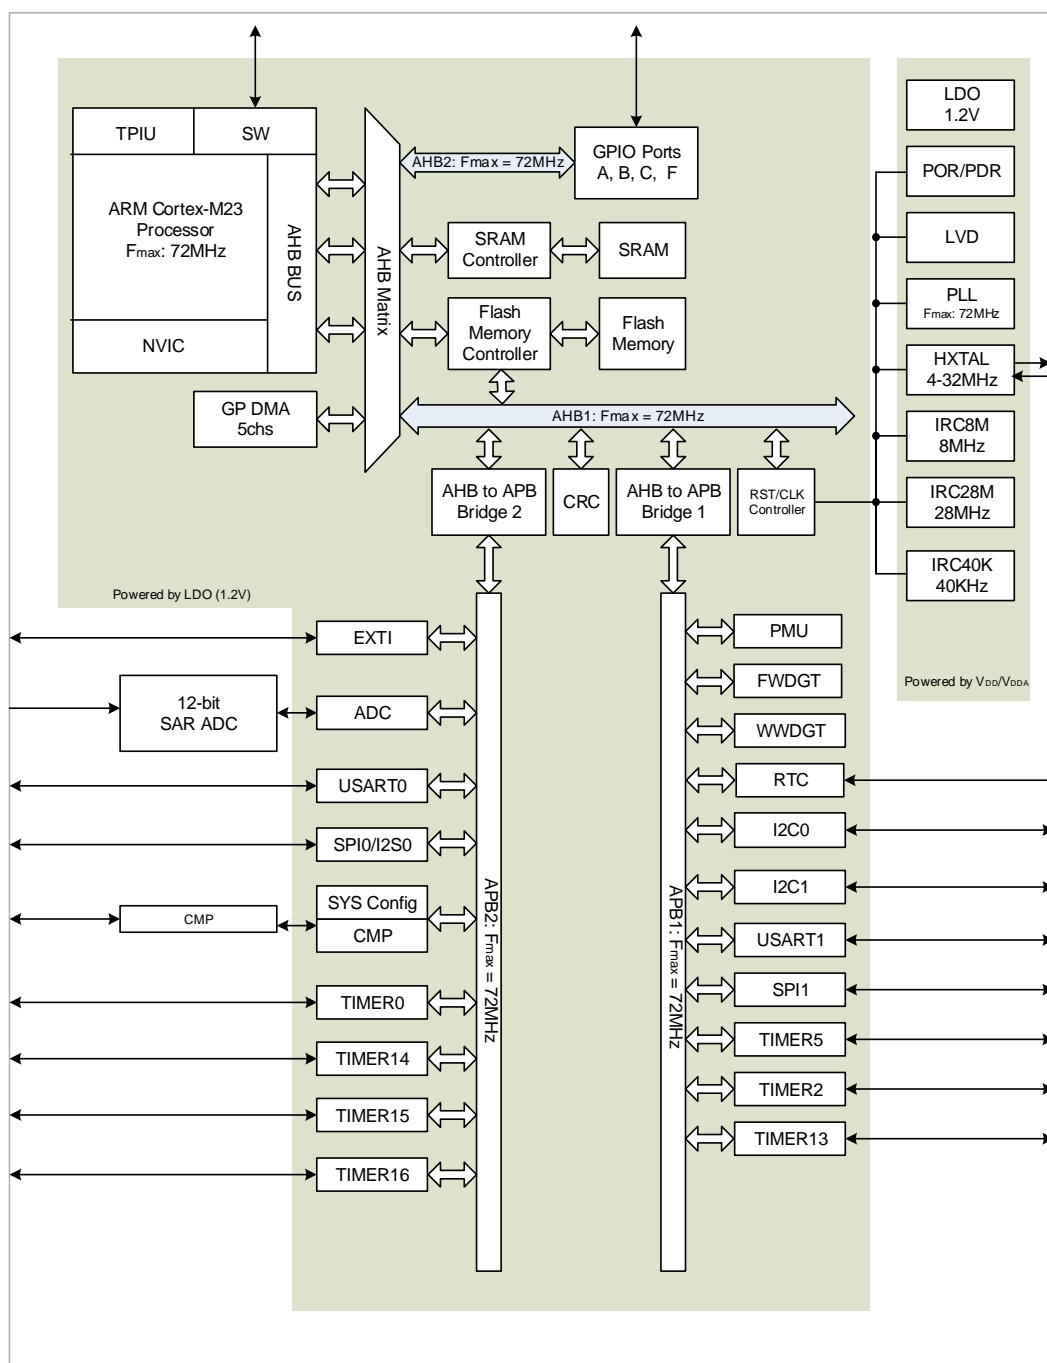 TPIU
SW
ARM Cortex-M23
Processor
Fmax: 72MHz
NVIC
AHB BUS
GP DMA
5chs
AHB Matrix
AHB2: Fmax = 72MHz
GPIO Ports
A, B, C, F
SRAM
Controller
SRAM
Flash
Memory
Controller
Flash
Memory
AHB1: Fmax = 72MHz
AHB to APB
Bridge 2
CRC
AHB to APB
Bridge 1
RST/CLK
Controller
LDO
1.2V
POR/PDR
LVD
PLL
Fmax: 72MHz
HXTAL
4-32MHz
IRC8M
8MHz
IRC28M
28MHz
IRC40K
40KHz
Powered by VDD/VDDA
Powered by LDO (1.2V)
EXTI
12-bit
SAR ADC
ADC
USART0
SPI0/I2S0
CMP
SYS Config
CMP
TIMER0
TIMER14
TIMER15
TIMER16
APB2: Fmax = 72MHz
APB1: Fmax = 72MHz
PMU
FWDGT
WWDGT
RTC
I2C0
I2C1
USART1
SPI1
TIMER5
TIMER2
TIMER13